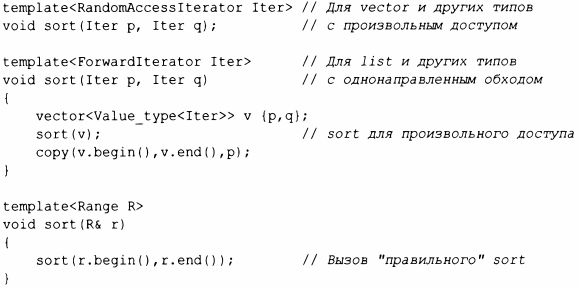 template<RandomAccessIterator Iter> // Для vector и других типов
void sort(Iter p, Iter q); // с произвольным доступом
template<ForwardIterator Iter> // Для list и других типов
void sort(Iter p, Iter q) // с однонаправленным обходом
{
vector<Value_type<Iter>> v {p,q};
sort(v); // sort для произвольного доступа
copy(v.begin(),v.end(),p);
}
template<Range R>
void sort(R& r)
{
sort(r.begin(),r.end()); // Вызов "правильного" sort
}